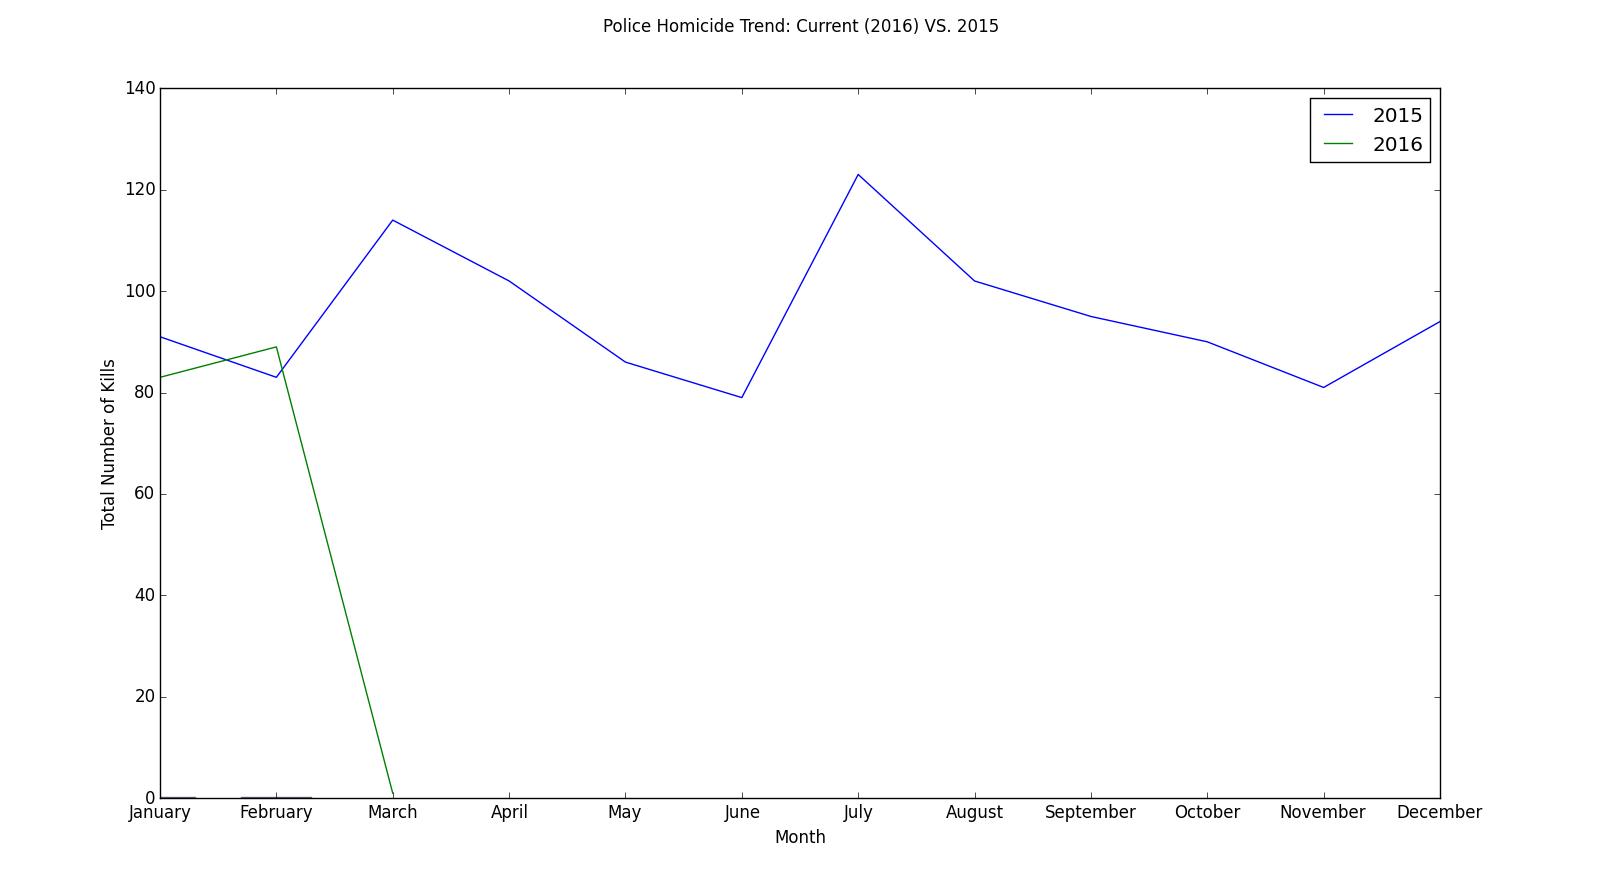 Police Homicide Trend: Current (2016) VS. 2015
140
120
100
80
60
40
20
0
Total Number of Kills
2015
2016
January February March April May June July August September October November December
Month